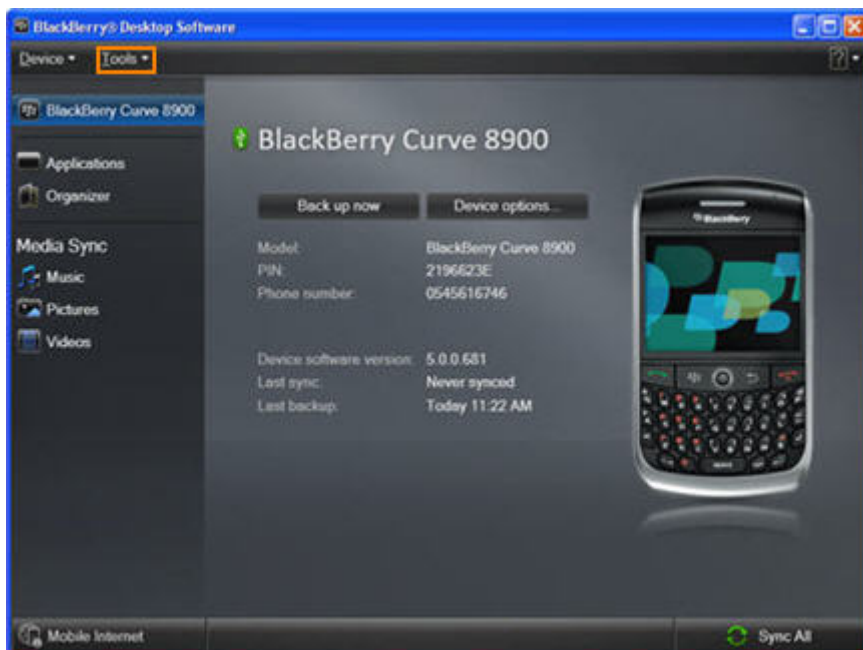 BlackBerry® Desktop Software
Device Tools ?
BlackBerry Curve 8900
Applications
Organizer
Media Sync
Music
Pictures
Videos
BlackBerry Curve 8900
Back up now Device options...
Model: BlackBerry Curve 8900
PIN: 2196623E
Phone number: 0545616746
Device software version: 5.0.0.681
Last sync: Never synced
Last backup: Today 11:22 AM
BlackBerry
Mobile Internet Sync All